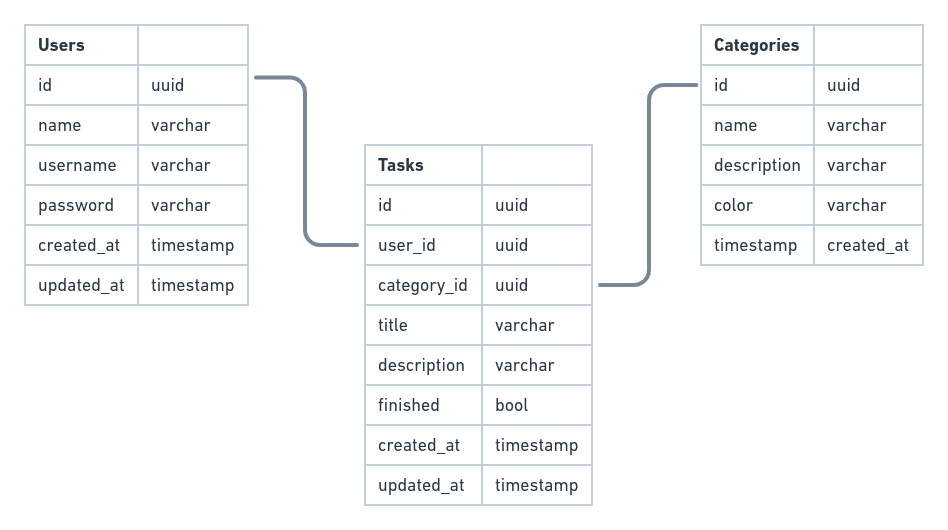 Users
id uuid
name varchar
username varchar
password varchar
created_at timestamp
updated_at timestamp
Tasks
id uuid
user_id uuid
category_id uuid
title varchar
description varchar
finished bool
created_at timestamp
updated_at timestamp
Categories
id uuid
name varchar
description varchar
color varchar
timestamp created_at